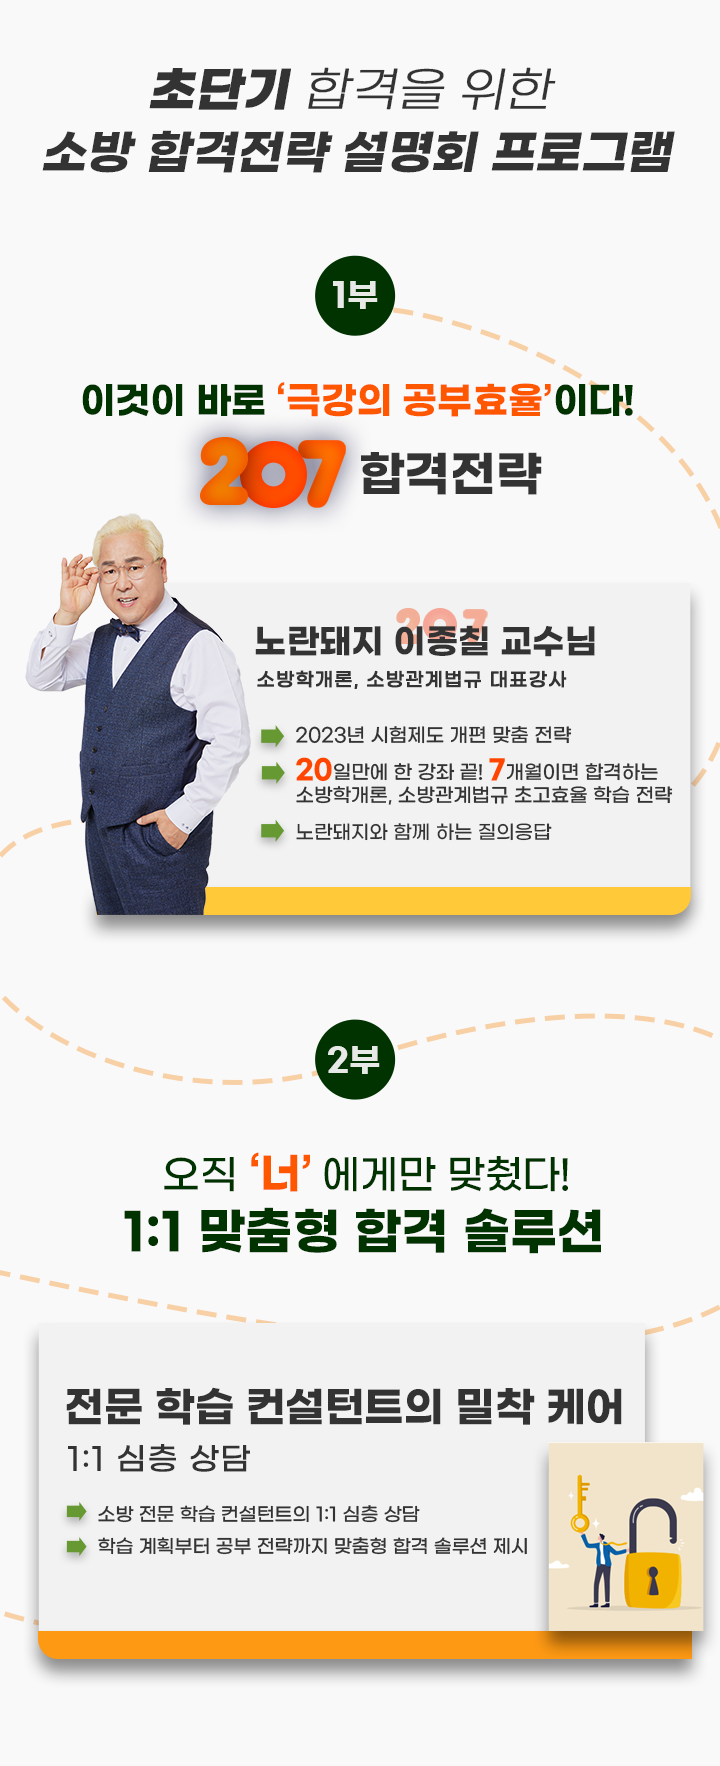 초단기 합격을 위한
소방 합격전략 설명회 프로그램
1부
이것이 바로 ‘극강의 공부효율’이다!
207 합격전략
207
노란돼지 이종칠 교수님
소방학개론, 소방관계법규 대표강사
2023년 시험제도 개편 맞춤 전략
20일만에 한 강좌 끝! 7개월이면 합격하는
소방학개론, 소방관계법규 초고효율 학습 전략
노란돼지와 함께 하는 질의응답
2부
오직 ‘너’ 에게만 맞췄다!
1:1 맞춤형 합격 솔루션
전문 학습 컨설턴트의 밀착 케어
1:1 심층 상담
소방 전문 학습 컨설턴트의 1:1 심층 상담
학습 계획부터 공부 전략까지 맞춤형 합격 솔루션 제시